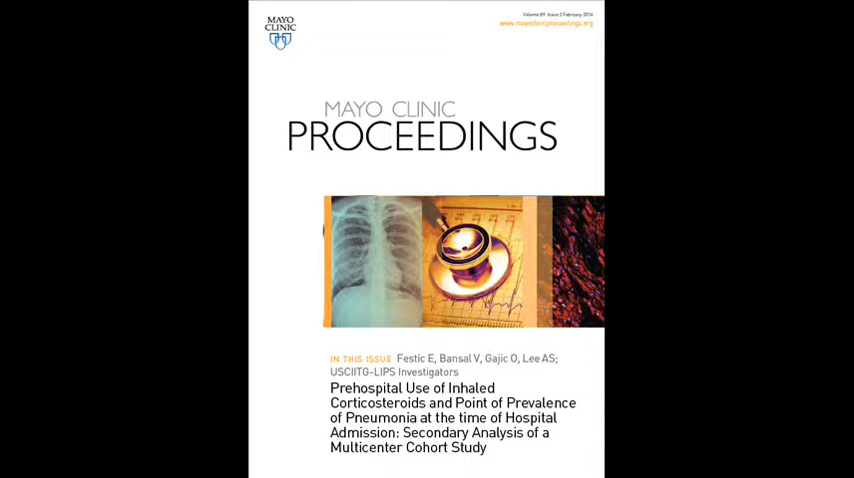 MAYO
CLINIC
Volume 89 Issue 2 February 2014
www.mayoclinicproceedings.org
MAYO CLINIC
PROCEEDINGS
IN THIS ISSUE Festic E, Bansal V, Gajic O, Lee AS;
USCIITG-LIPS Investigators
Prehospital Use of Inhaled
Corticosteroids and Point of Prevalence
of Pneumonia at the time of Hospital
Admission: Secondary Analysis of a
Multicenter Cohort Study